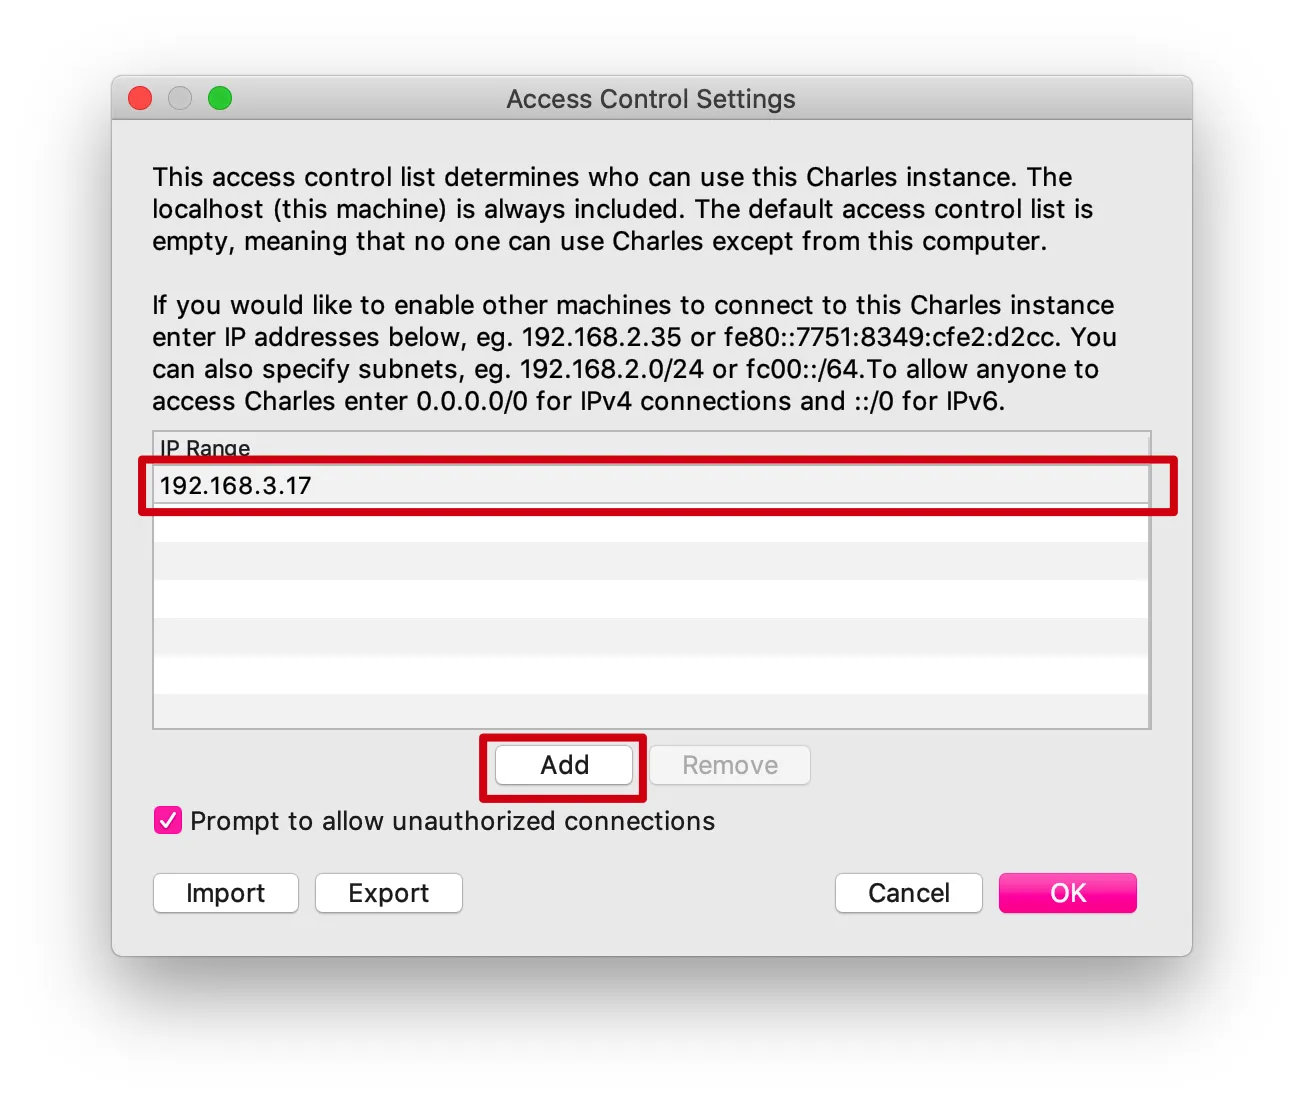 Access Control Settings
This access control list determines who can use this Charles instance. The
localhost (this machine) is always included. The default access control list is
empty, meaning that no one can use Charles except from this computer.
If you would like to enable other machines to connect to this Charles instance
enter IP addresses below, eg. 192.168.2.35 or fe80::7751:8349:cfe2:d2cc. You
can also specify subnets, eg. 192.168.2.0/24 or fc00::/64.To allow anyone to
access Charles enter 0.0.0.0/0 for IPv4 connections and ::/0 for IPv6.
IP Range
192.168.3.17
Add Remove
Prompt to allow unauthorized connections
Import Export Cancel OK